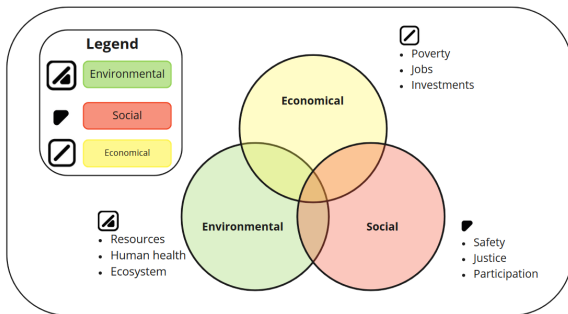 Legend
Environmental
Social
Economical
Poverty
Jobs
Investments
Economical
Environmental
Social
Resources
Human health
Ecosystem
Safety
Justice
Participation